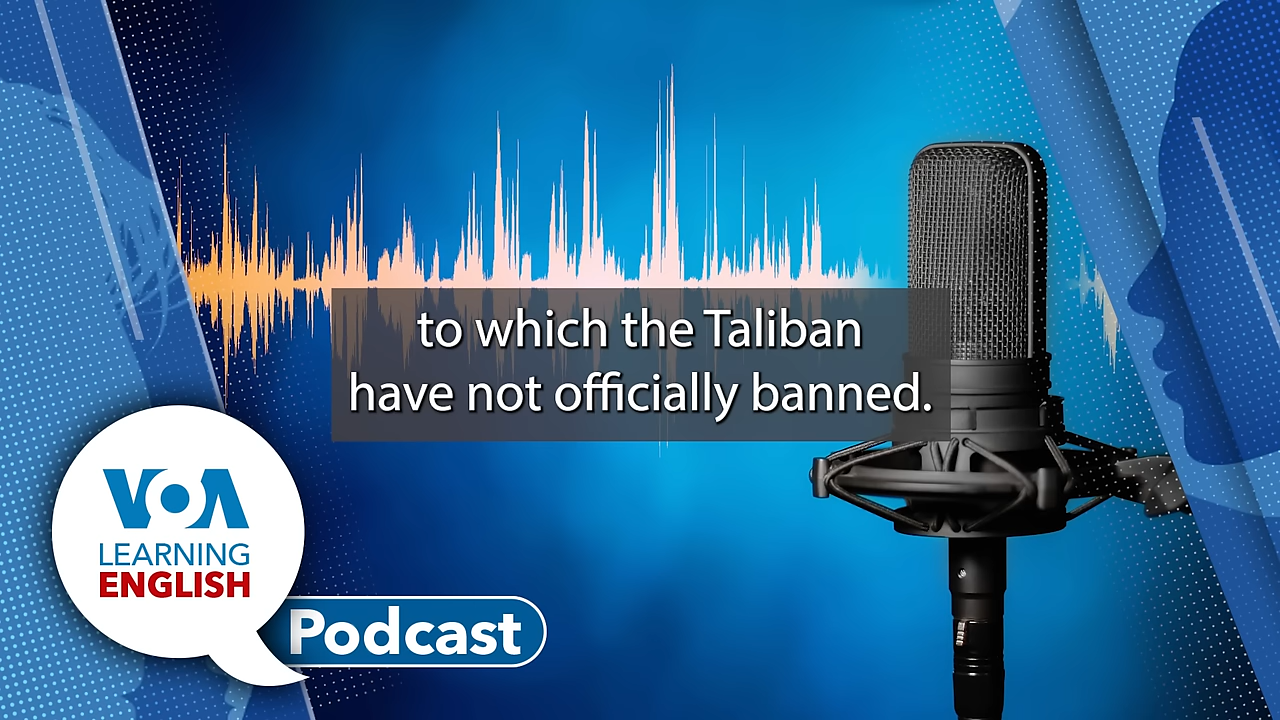 to which the Taliban
have not officially banned.
VOA
LEARNING
ENGLISH
Podcast